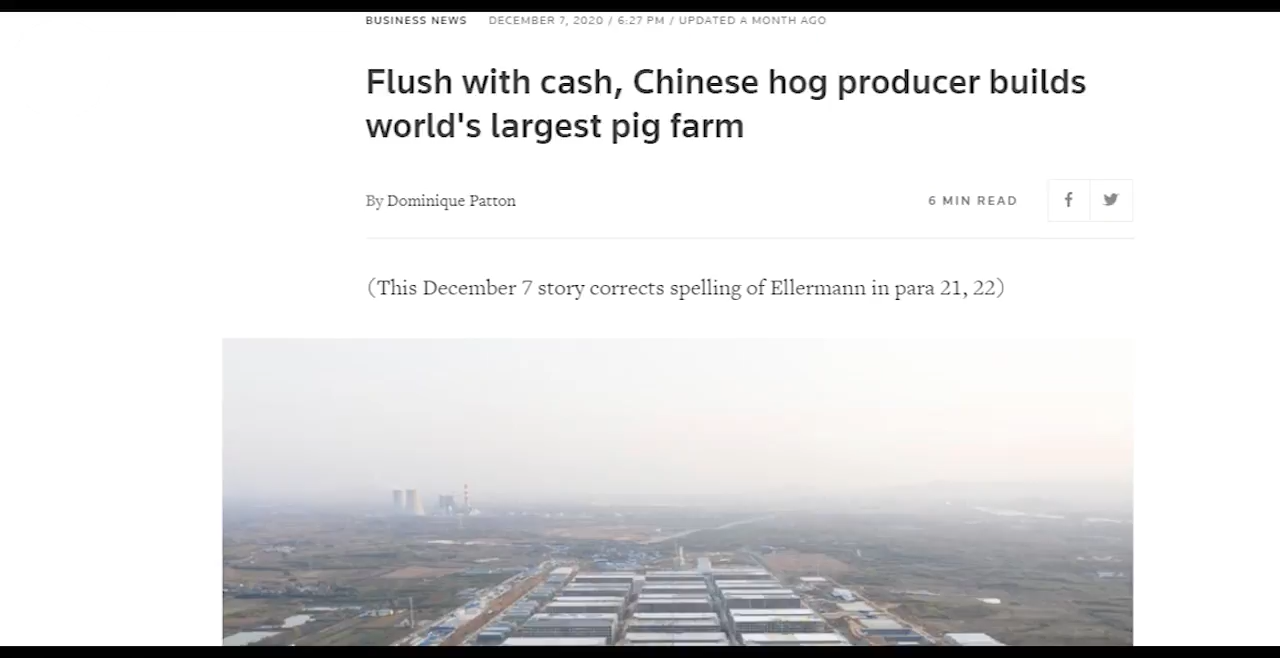 BUSINESS NEWS DECEMBER 7, 2020 / 6:27 PM / UPDATED A MONTH AGO
Flush with cash, Chinese hog producer builds
world's largest pig farm
By Dominique Patton 6 MIN READ
(This December 7 story corrects spelling of Ellermann in para 21, 22)